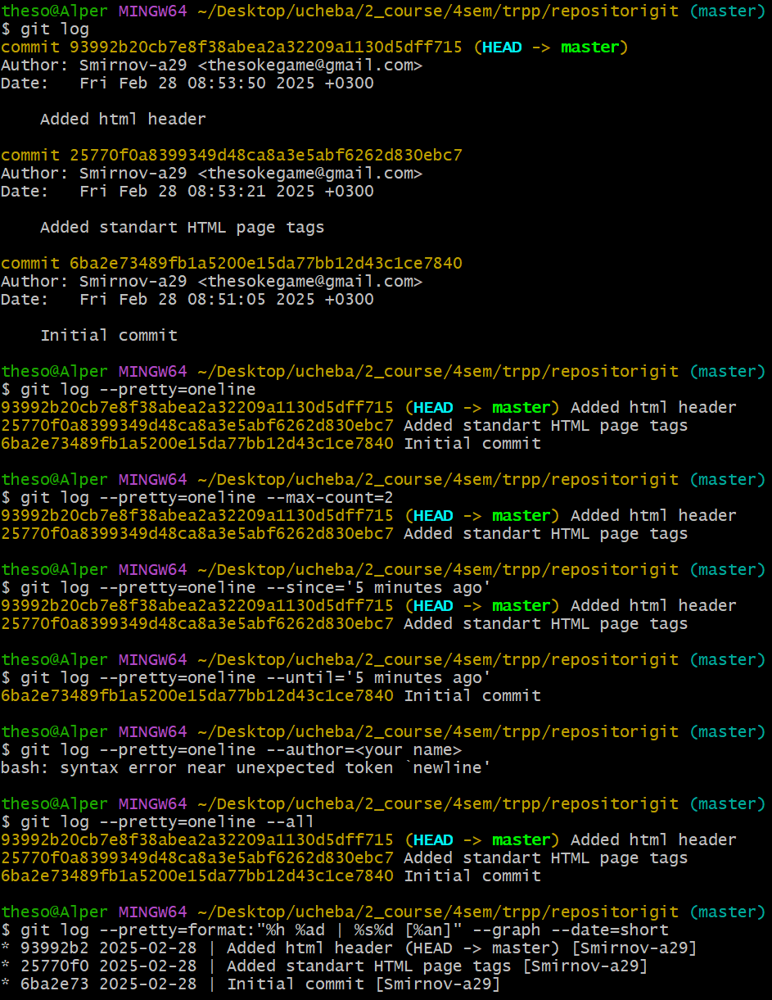 theso@Alper MINGW64 ~/Desktop/ucheba/2_course/4sem/trpp/repositorigit (master)
$ git log
commit 93992b20cb7e8f38abea2a32209a1130d5dff715 (HEAD -> master)
Author: Smirnov-a29 <thesokegame@gmail.com>
Date:   Fri Feb 28 08:53:50 2025 +0300

    Added html header

commit 25770f0a8399349d48ca8a3e5abf6262d830ebc7
Author: Smirnov-a29 <thesokegame@gmail.com>
Date:   Fri Feb 28 08:53:21 2025 +0300

    Added standart HTML page tags

commit 6ba2e73489fb1a5200e15da77bb12d43c1ce7840
Author: Smirnov-a29 <thesokegame@gmail.com>
Date:   Fri Feb 28 08:51:05 2025 +0300

    Initial commit

theso@Alper MINGW64 ~/Desktop/ucheba/2_course/4sem/trpp/repositorigit (master)
$ git log --pretty=oneline
93992b20cb7e8f38abea2a32209a1130d5dff715 (HEAD -> master) Added html header
25770f0a8399349d48ca8a3e5abf6262d830ebc7 Added standart HTML page tags
6ba2e73489fb1a5200e15da77bb12d43c1ce7840 Initial commit

theso@Alper MINGW64 ~/Desktop/ucheba/2_course/4sem/trpp/repositorigit (master)
$ git log --pretty=oneline --max-count=2
93992b20cb7e8f38abea2a32209a1130d5dff715 (HEAD -> master) Added html header
25770f0a8399349d48ca8a3e5abf6262d830ebc7 Added standart HTML page tags

theso@Alper MINGW64 ~/Desktop/ucheba/2_course/4sem/trpp/repositorigit (master)
$ git log --pretty=oneline --since='5 minutes ago'
93992b20cb7e8f38abea2a32209a1130d5dff715 (HEAD -> master) Added html header
25770f0a8399349d48ca8a3e5abf6262d830ebc7 Added standart HTML page tags

theso@Alper MINGW64 ~/Desktop/ucheba/2_course/4sem/trpp/repositorigit (master)
$ git log --pretty=oneline --until='5 minutes ago'
6ba2e73489fb1a5200e15da77bb12d43c1ce7840 Initial commit

theso@Alper MINGW64 ~/Desktop/ucheba/2_course/4sem/trpp/repositorigit (master)
$ git log --pretty=oneline --author=<your name>
bash: syntax error near unexpected token `newline'

theso@Alper MINGW64 ~/Desktop/ucheba/2_course/4sem/trpp/repositorigit (master)
$ git log --pretty=oneline --all
93992b20cb7e8f38abea2a32209a1130d5dff715 (HEAD -> master) Added html header
25770f0a8399349d48ca8a3e5abf6262d830ebc7 Added standart HTML page tags
6ba2e73489fb1a5200e15da77bb12d43c1ce7840 Initial commit

theso@Alper MINGW64 ~/Desktop/ucheba/2_course/4sem/trpp/repositorigit (master)
$ git log --pretty=format:"%h %ad | %s%d [%an]" --graph --date=short
* 93992b2 2025-02-28 | Added html header (HEAD -> master) [Smirnov-a29]
* 25770f0 2025-02-28 | Added standart HTML page tags [Smirnov-a29]
* 6ba2e73 2025-02-28 | Initial commit [Smirnov-a29]